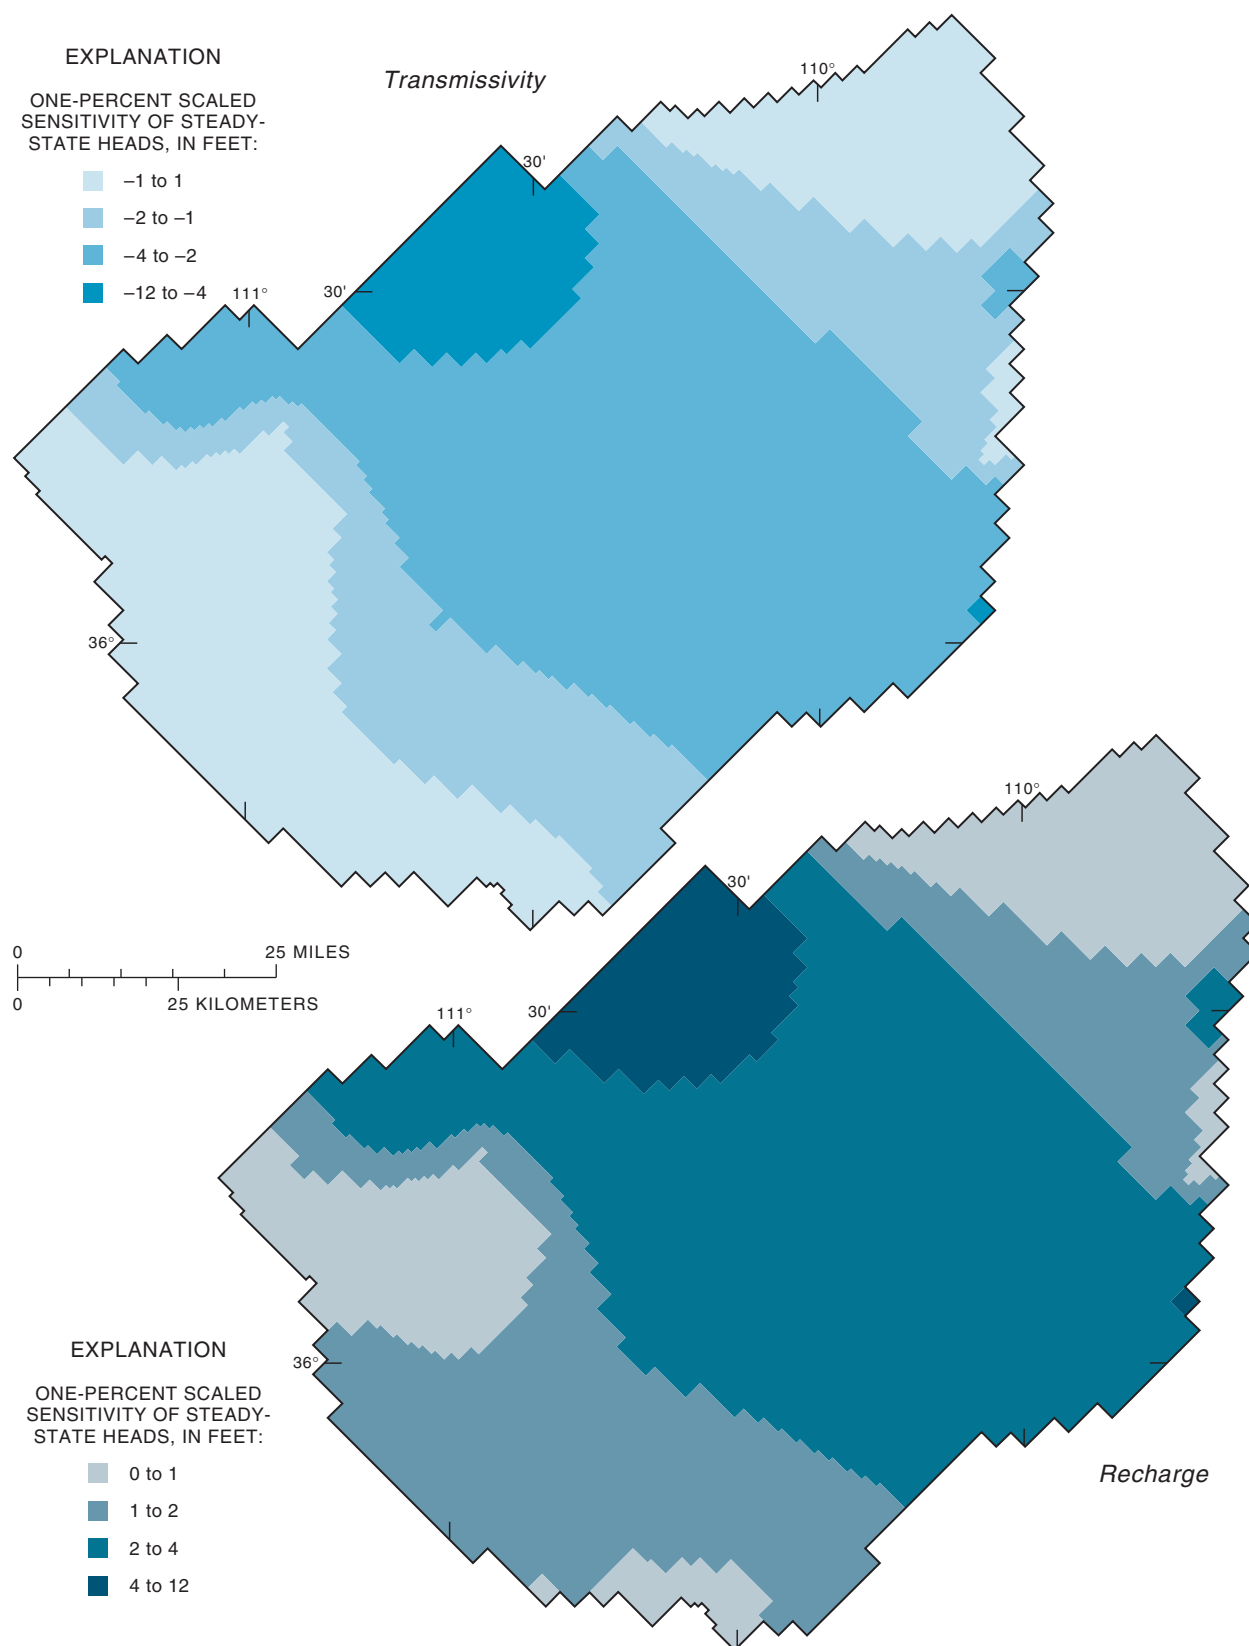 EXPLANATION
ONE-PERCENT SCALED
SENSITIVITY OF STEADY-
STATE HEADS, IN FEET:
–1 to 1
–2 to –1
–4 to –2
–12 to –4
Transmissivity
110°
30'
30'
111°
36°
0 25 MILES
0 25 KILOMETERS
110°
30'
30'
111°
36°
EXPLANATION
ONE-PERCENT SCALED
SENSITIVITY OF STEADY-
STATE HEADS, IN FEET:
0 to 1
1 to 2
2 to 4
4 to 12
Recharge